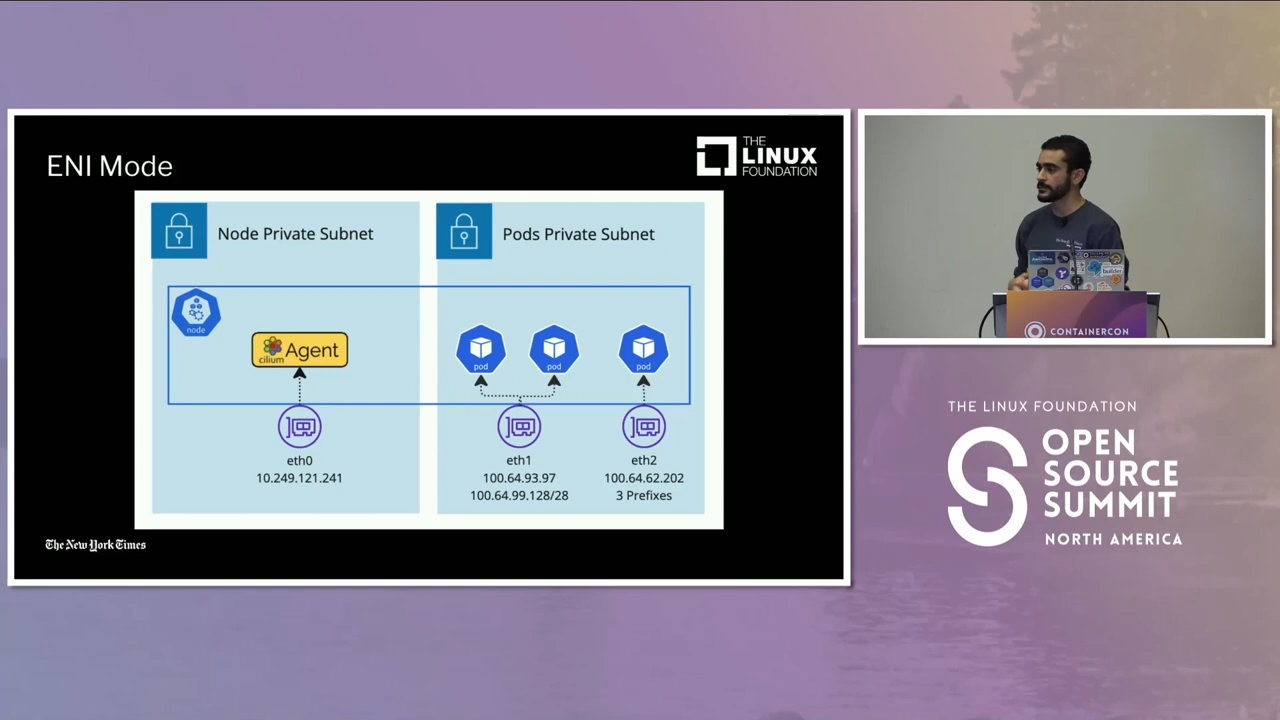 ENI Mode
THE
LINUX
FOUNDATION
Node Private Subnet
Pods Private Subnet
node
cilium
Agent
pod
pod
pod
eth0
10.249.121.241
eth1
100.64.93.97
100.64.99.128/28
eth2
100.64.62.202
3 Prefixes
The New York Times
CONTAINERCON
THE LINUX FOUNDATION
OPEN
SOURCE
SUMMIT
NORTH AMERICA